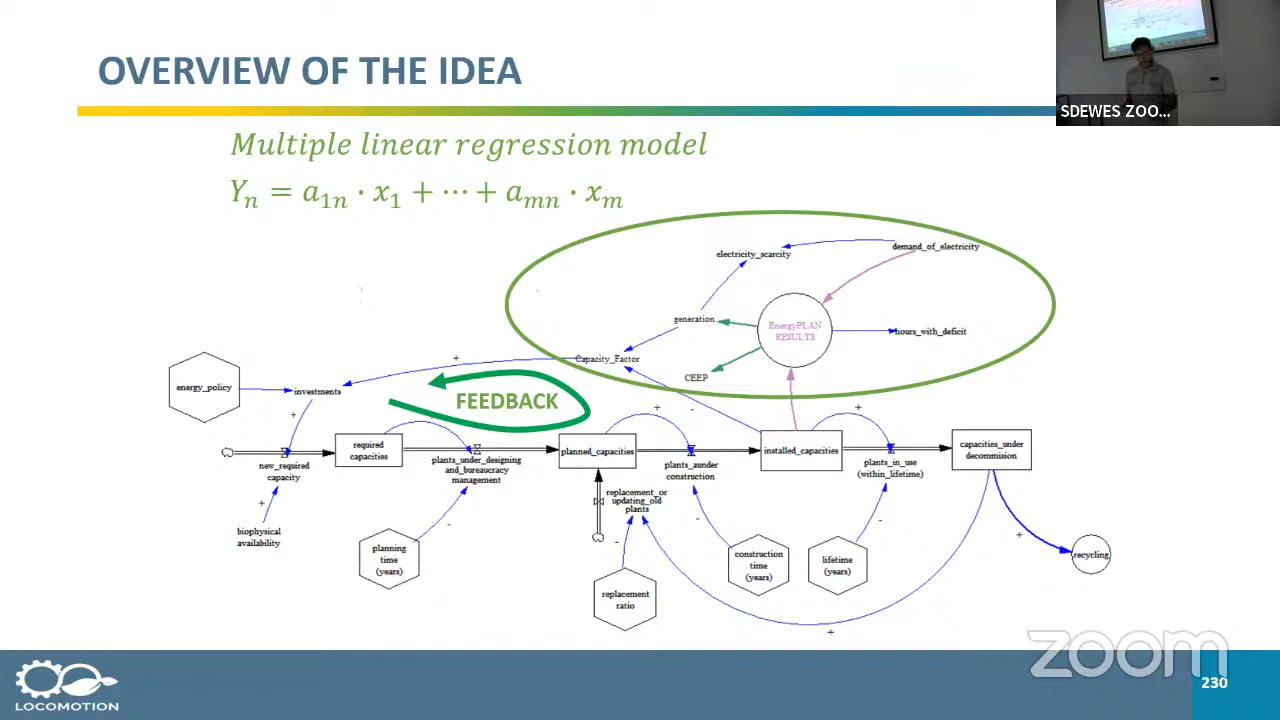 OVERVIEW OF THE IDEA
SDEWES ZOO...
Multiple linear regression model
Yₙ = a₁ₙ · x₁ + ⋯ + aₘₙ · xₘ
demand_of_electricity
electricity_scarcity
generation
EnergyPLAN
RESULTS
hours_with_deficit
Capacity_Factor
CEEP
+
energy_policy
investments
FEEDBACK
+
+
-
+
required
capacities
planned_capacities
installed_capacities
capacities_under
decommision
new_required
capacity
plants_under_designing
and_bureaucracy
management
plants_aunder
construction
plants_in_use
(within_lifetime)
+
replacement_or
updating_old
plants
-
-
-
-
biophysical
availability
planning
time
(years)
construction
time
(years)
lifetime
(years)
+
recycling
replacement
ratio
+
zoom
LOCOMOTION
230